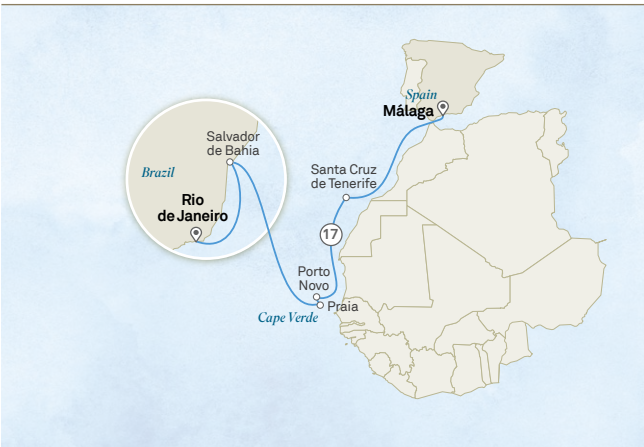 Spain
Málaga
Salvador
de Bahia
Brazil
Santa Cruz
de Tenerife
Rio
de Janeiro
17
Porto
Novo
Praia
Cape Verde